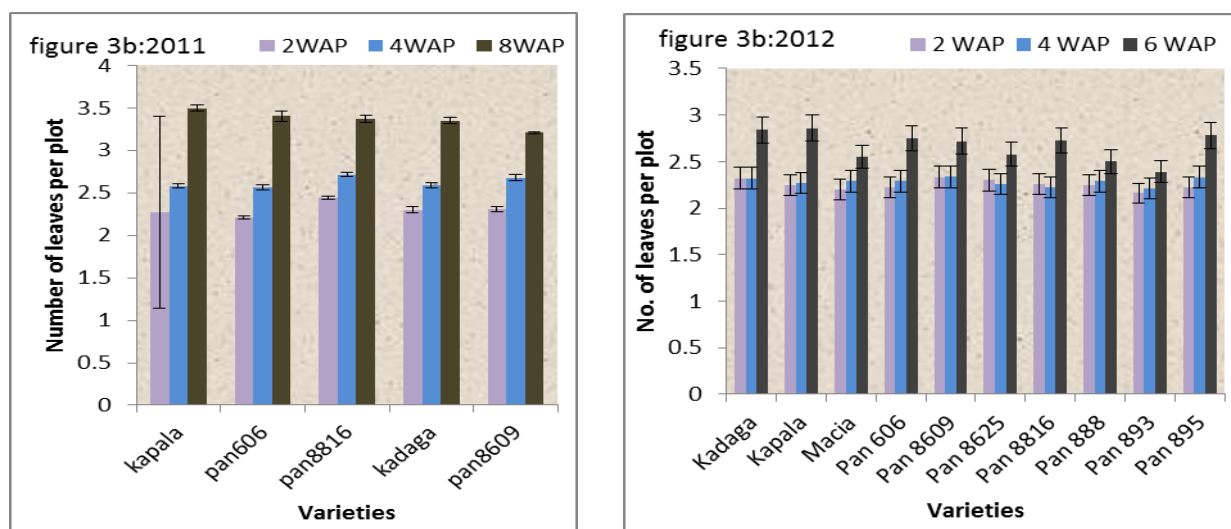 figure 3b:2011
2WAP 4WAP 8WAP
Number of leaves per plot
4
3.5
3
2.5
2
1.5
1
0.5
0
kapala pan606 pan8816 kadaga pan8609
Varieties
figure 3b:2012
2 WAP 4 WAP 6 WAP
No. of leaves per plot
3.5
3
2.5
2
1.5
1
0.5
0
Kadaga Kapala Macia Pan 606 Pan 8609 Pan 8625 Pan 8816 Pan 888 Pan 893 Pan 895
Varieties